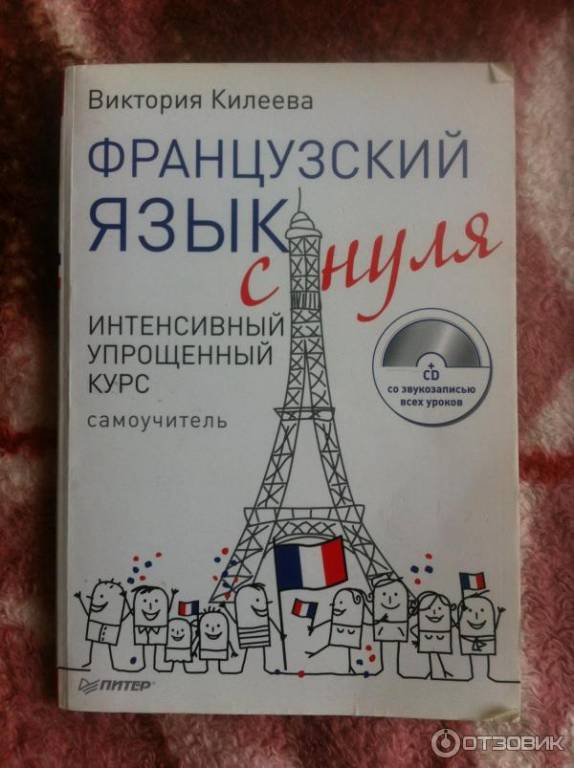 Виктория Килеева
ФРАНЦУЗСКИЙ
ЯЗЫК
с нуля
ИНТЕНСИВНЫЙ
УПРОЩЕННЫЙ
КУРС
самоучитель
+
CD
со звукозаписью
всех уроков
ПИТЕР®
ОТЗОВИК